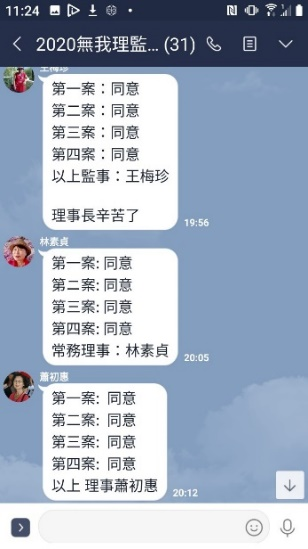 11:24
2020無我理監... (31)
王梅珍
第一案：同意
第二案：同意
第三案：同意
第四案：同意
以上監事：王梅珍
理事長辛苦了
19:56
林素貞
第一案: 同意
第二案: 同意
第三案: 同意
第四案: 同意
常務理事：林素貞
20:05
蕭初惠
第一案: 同意
第二案: 同意
第三案: 同意
第四案: 同意
以上 理事蕭初惠
20:12